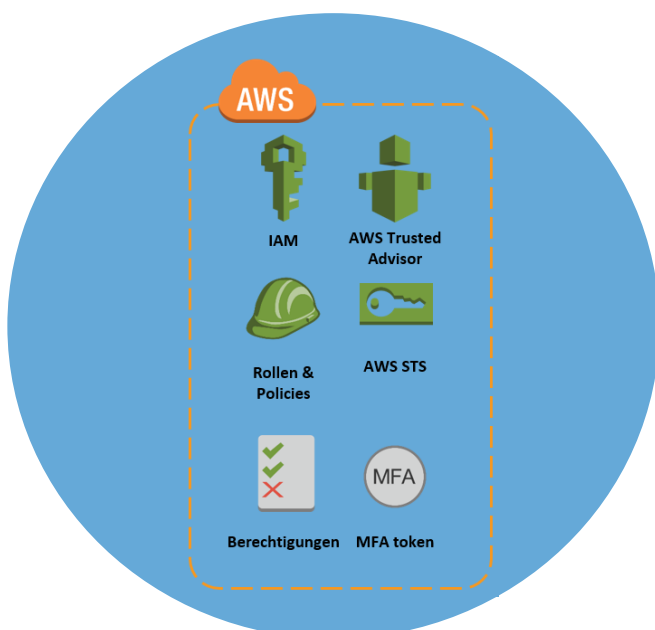 AWS
IAM
AWS Trusted
Advisor
Rollen &
Policies
AWS STS
MFA
Berechtigungen
MFA token